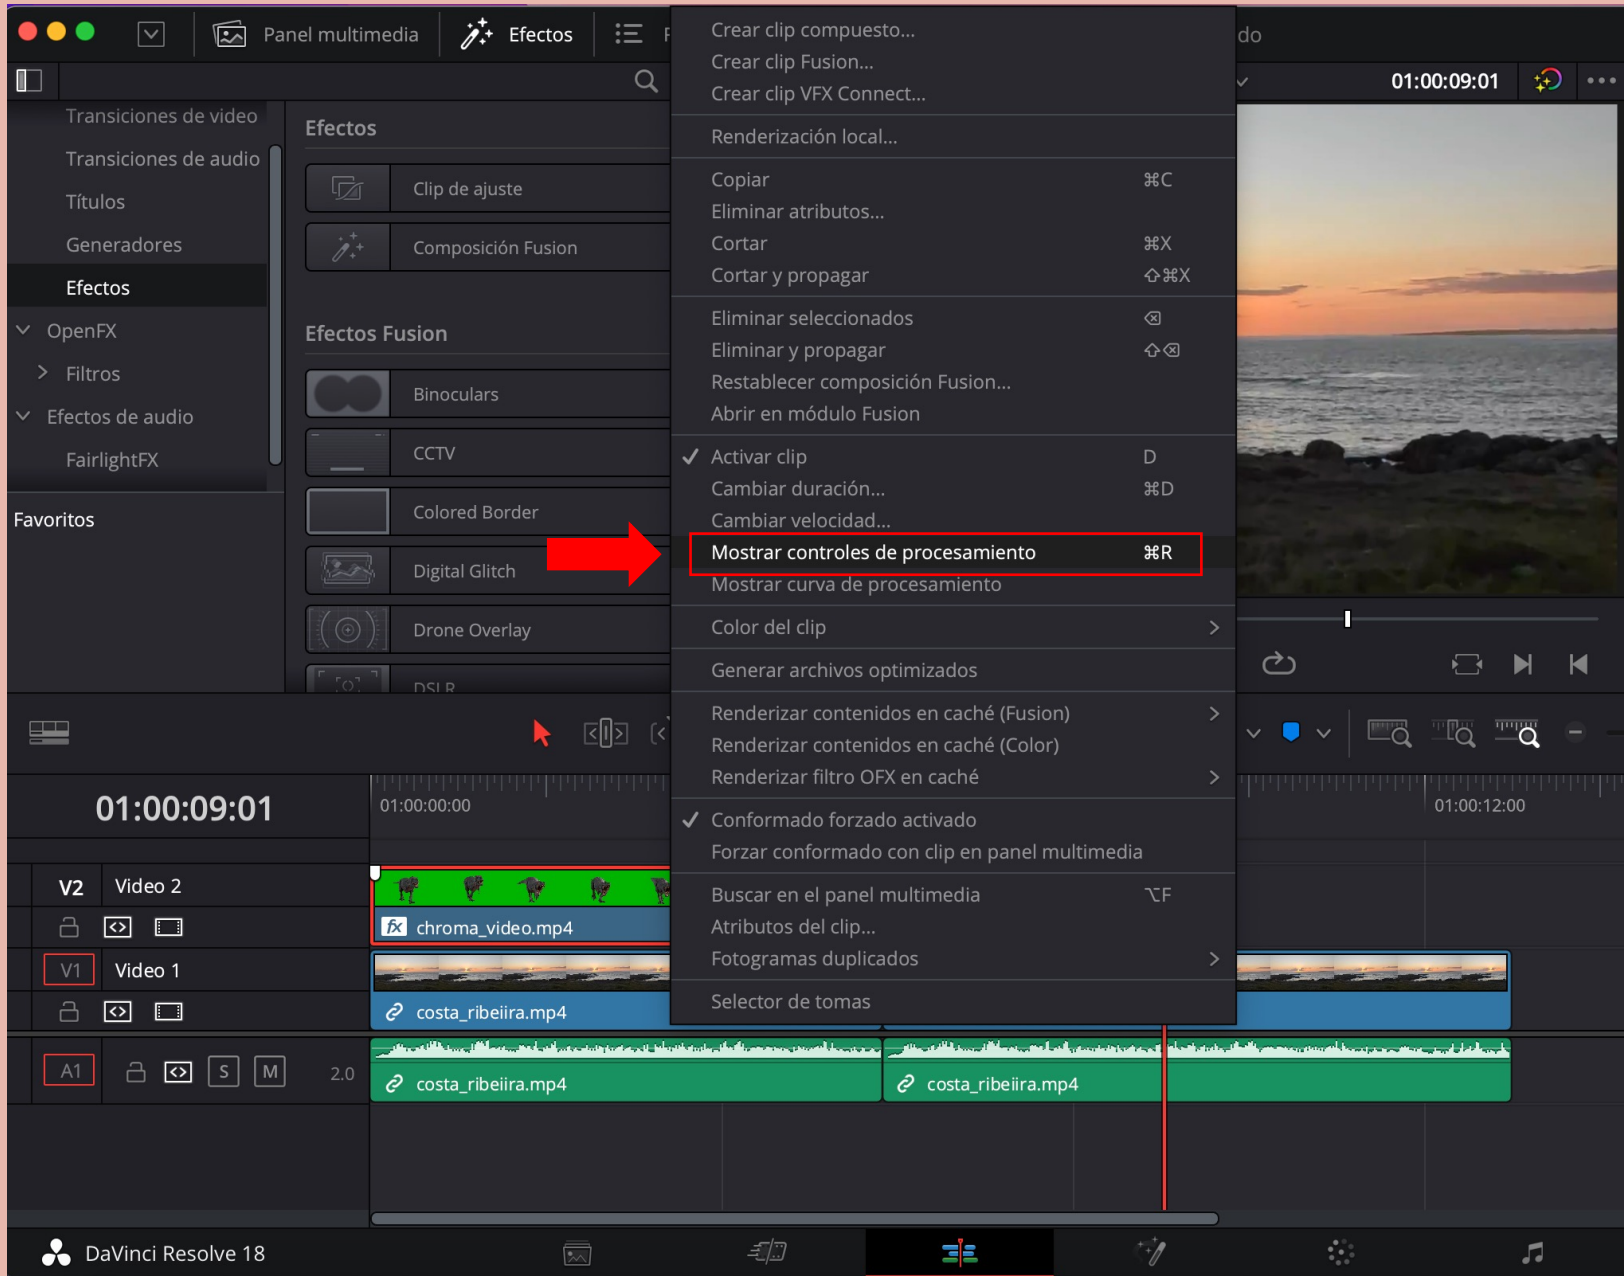 Panel multimedia
Efectos
do
01:00:09:01
Transiciones de video
Transiciones de audio
Títulos
Generadores
Efectos
OpenFX
Filtros
Efectos de audio
FairlightFX
Favoritos
Efectos
Clip de ajuste
Composición Fusion
Efectos Fusion
Binoculars
CCTV
Colored Border
Digital Glitch
Drone Overlay
DSLR
Crear clip compuesto...
Crear clip Fusion...
Crear clip VFX Connect...
Renderización local...
Copiar ⌘C
Eliminar atributos...
Cortar ⌘X
Cortar y propagar ⇧⌘X
Eliminar seleccionados ⌫
Eliminar y propagar ⇧⌫
Restablecer composición Fusion...
Abrir en módulo Fusion
✓ Activar clip D
Cambiar duración... ⌘D
Cambiar velocidad...
Mostrar controles de procesamiento ⌘R
Mostrar curva de procesamiento
Color del clip
Generar archivos optimizados
Renderizar contenidos en caché (Fusion)
Renderizar contenidos en caché (Color)
Renderizar filtro OFX en caché
✓ Conformado forzado activado
Forzar conformado con clip en panel multimedia
Buscar en el panel multimedia ⌥F
Atributos del clip...
Fotogramas duplicados
Selector de tomas
01:00:09:01
01:00:00:00
01:00:12:00
V2 Video 2
fx chroma_video.mp4
V1 Video 1
costa_ribeiira.mp4
A1 S M 2.0
costa_ribeiira.mp4
costa_ribeiira.mp4
DaVinci Resolve 18